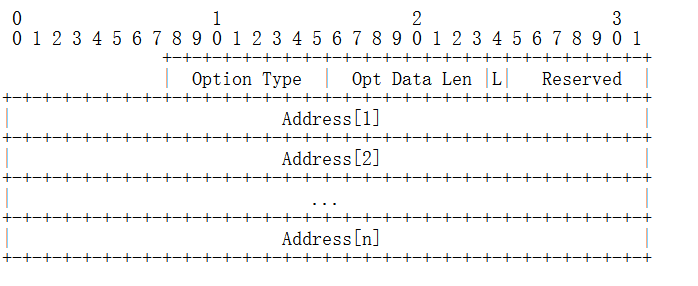 0                   1                   2                   3
 0 1 2 3 4 5 6 7 8 9 0 1 2 3 4 5 6 7 8 9 0 1 2 3 4 5 6 7 8 9 0 1
                +-+-+-+-+-+-+-+-+-+-+-+-+-+-+-+-+-+-+-+-+-+-+-+-+
                |  Option Type  |  Opt Data Len |L|   Reserved  |
+-+-+-+-+-+-+-+-+-+-+-+-+-+-+-+-+-+-+-+-+-+-+-+-+-+-+-+-+-+-+-+-+
|                           Address[1]                          |
+-+-+-+-+-+-+-+-+-+-+-+-+-+-+-+-+-+-+-+-+-+-+-+-+-+-+-+-+-+-+-+-+
|                           Address[2]                          |
+-+-+-+-+-+-+-+-+-+-+-+-+-+-+-+-+-+-+-+-+-+-+-+-+-+-+-+-+-+-+-+-+
|                              ...                              |
+-+-+-+-+-+-+-+-+-+-+-+-+-+-+-+-+-+-+-+-+-+-+-+-+-+-+-+-+-+-+-+-+
|                           Address[n]                          |
+-+-+-+-+-+-+-+-+-+-+-+-+-+-+-+-+-+-+-+-+-+-+-+-+-+-+-+-+-+-+-+-+